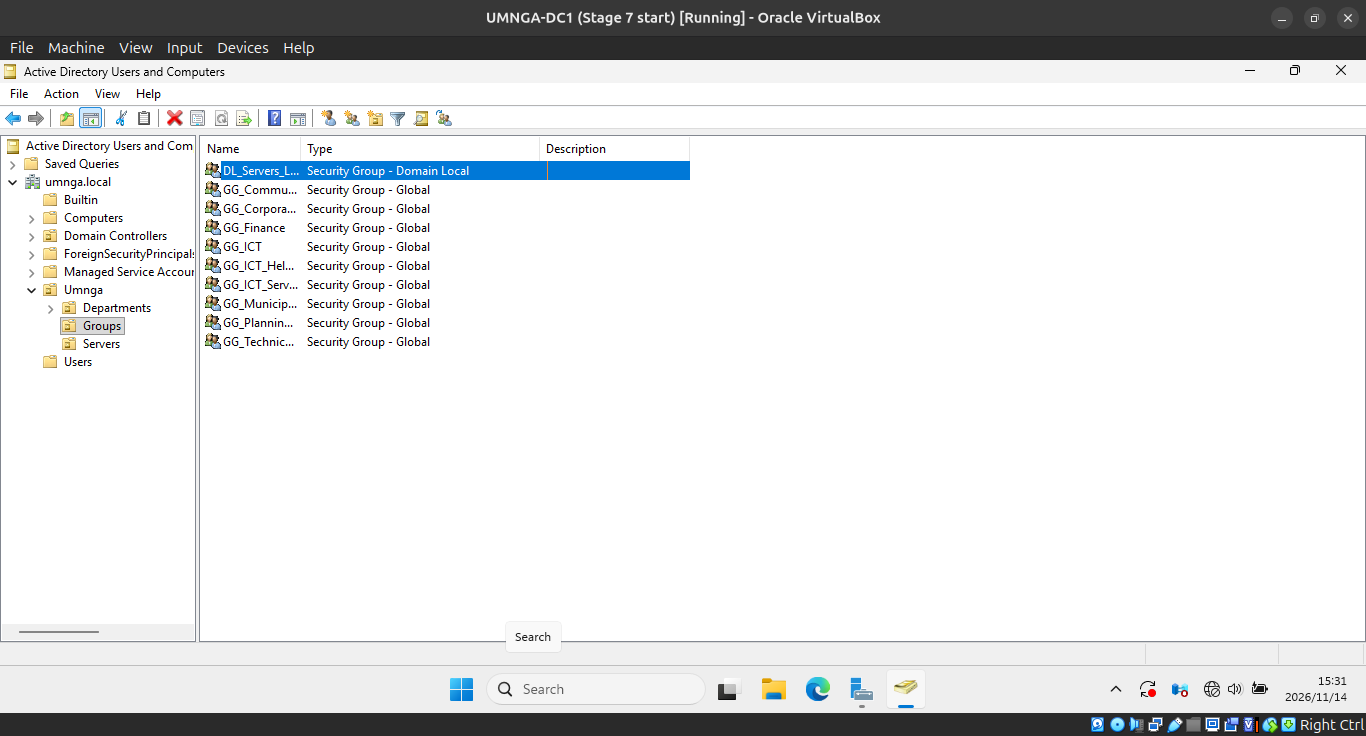 UMNGA-DC1 (Stage 7 start) [Running] - Oracle VirtualBox
File Machine View Input Devices Help
Active Directory Users and Computers
File Action View Help
Active Directory Users and Com
Saved Queries
umnga.local
Builtin
Computers
Domain Controllers
ForeignSecurityPrincipals
Managed Service Accour
Umnga
Departments
Groups
Servers
Users
Name Type Description
DL_Servers_L... Security Group - Domain Local
GG_Commu... Security Group - Global
GG_Corpora... Security Group - Global
GG_Finance Security Group - Global
GG_ICT Security Group - Global
GG_ICT_Hel... Security Group - Global
GG_ICT_Serv... Security Group - Global
GG_Municip... Security Group - Global
GG_Plannin... Security Group - Global
GG_Technic... Security Group - Global
Search
Search
15:31
2026/11/14
Right Ctrl